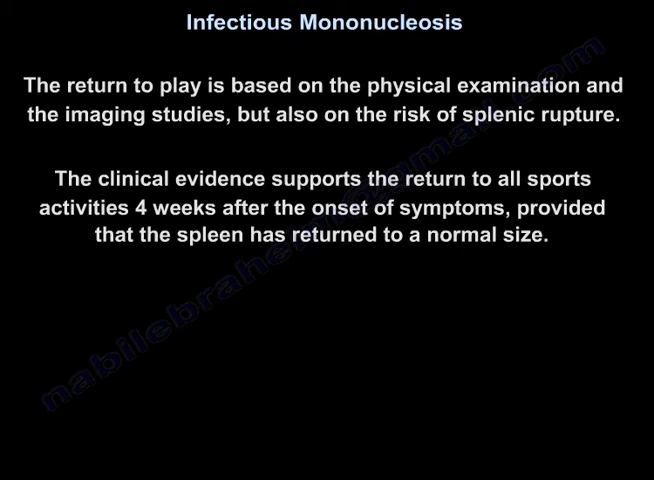 Infectious Mononucleosis
The return to play is based on the physical examination and
the imaging studies, but also on the risk of splenic rupture.
The clinical evidence supports the return to all sports
activities 4 weeks after the onset of symptoms, provided
that the spleen has returned to a normal size.